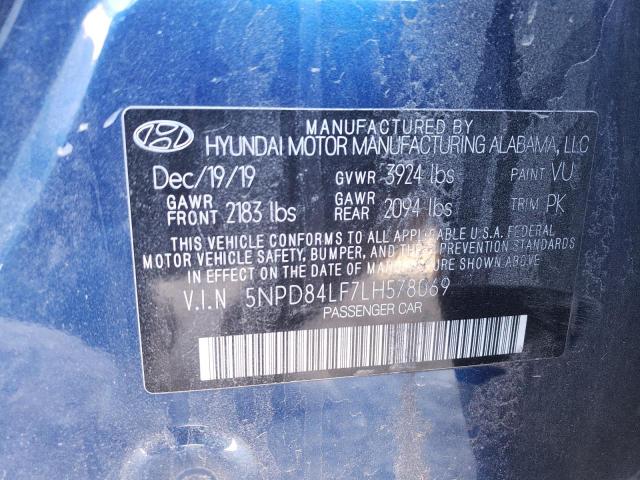 MANUFACTURED BY
HYUNDAI MOTOR MANUFACTURING ALABAMA, LLC
Dec/19/19 GVWR 3924 lbs PAINT VU
GAWR FRONT 2183 lbs GAWR REAR 2094 lbs TRIM PK
THIS VEHICLE CONFORMS TO ALL APPLICABLE U.S.A. FEDERAL
MOTOR VEHICLE SAFETY, BUMPER, AND THEFT PREVENTION STANDARDS
IN EFFECT ON THE DATE OF MANUFACTURE SHOWN ABOVE.
V.I.N 5NPD84LF7LH578069
PASSENGER CAR